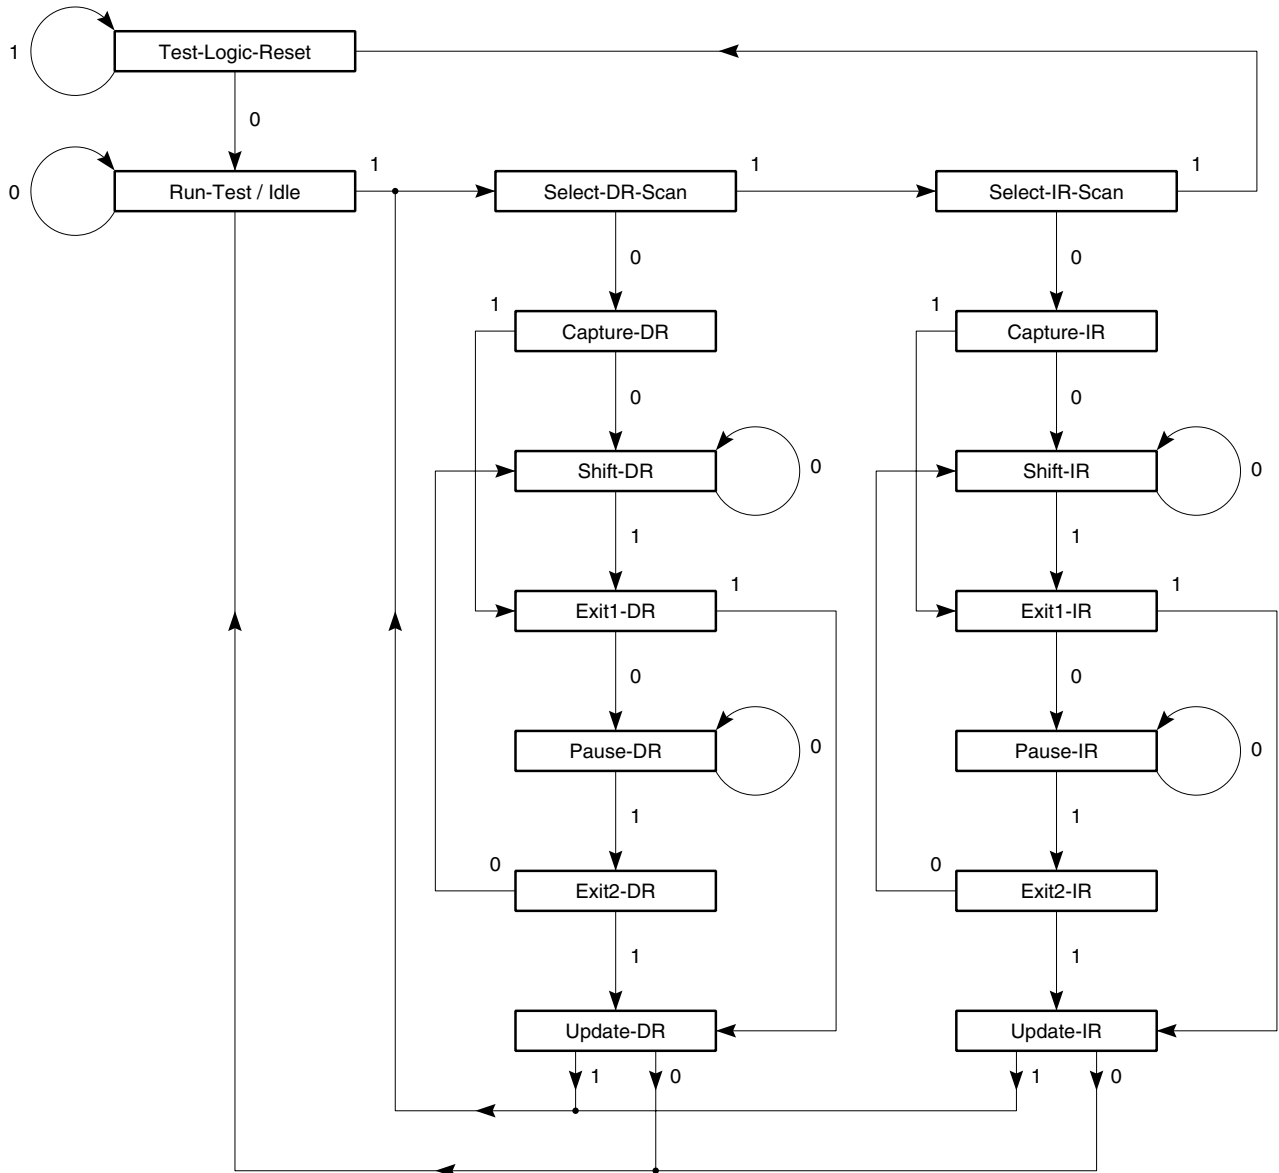 1
Test-Logic-Reset
0
0
Run-Test / Idle
1
Select-DR-Scan
1
Select-IR-Scan
1
0
0
1
Capture-DR
1
Capture-IR
0
0
Shift-DR
0
Shift-IR
0
1
1
Exit1-DR
1
Exit1-IR
1
0
0
Pause-DR
0
Pause-IR
0
1
1
0
Exit2-DR
0
Exit2-IR
1
1
Update-DR
Update-IR
1
0
1
0